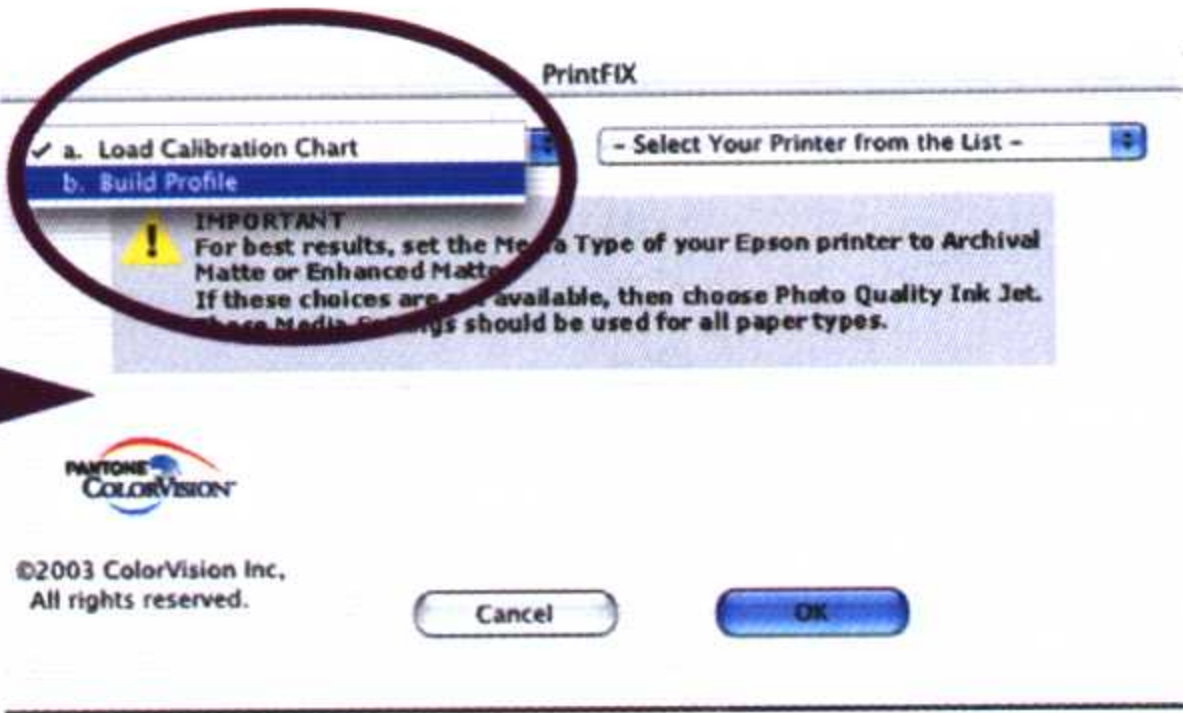 PrintFIX
✓ a. Load Calibration Chart
- Select Your Printer from the List -
b. Build Profile
IMPORTANT
For best results, set the Media Type of your Epson printer to Archival
Matte or Enhanced Matte
If these choices are not available, then choose Photo Quality Ink Jet.
These Media Settings should be used for all paper types.
PANTONE
COLORVISION™
©2003 ColorVision Inc,
All rights reserved.
Cancel
OK